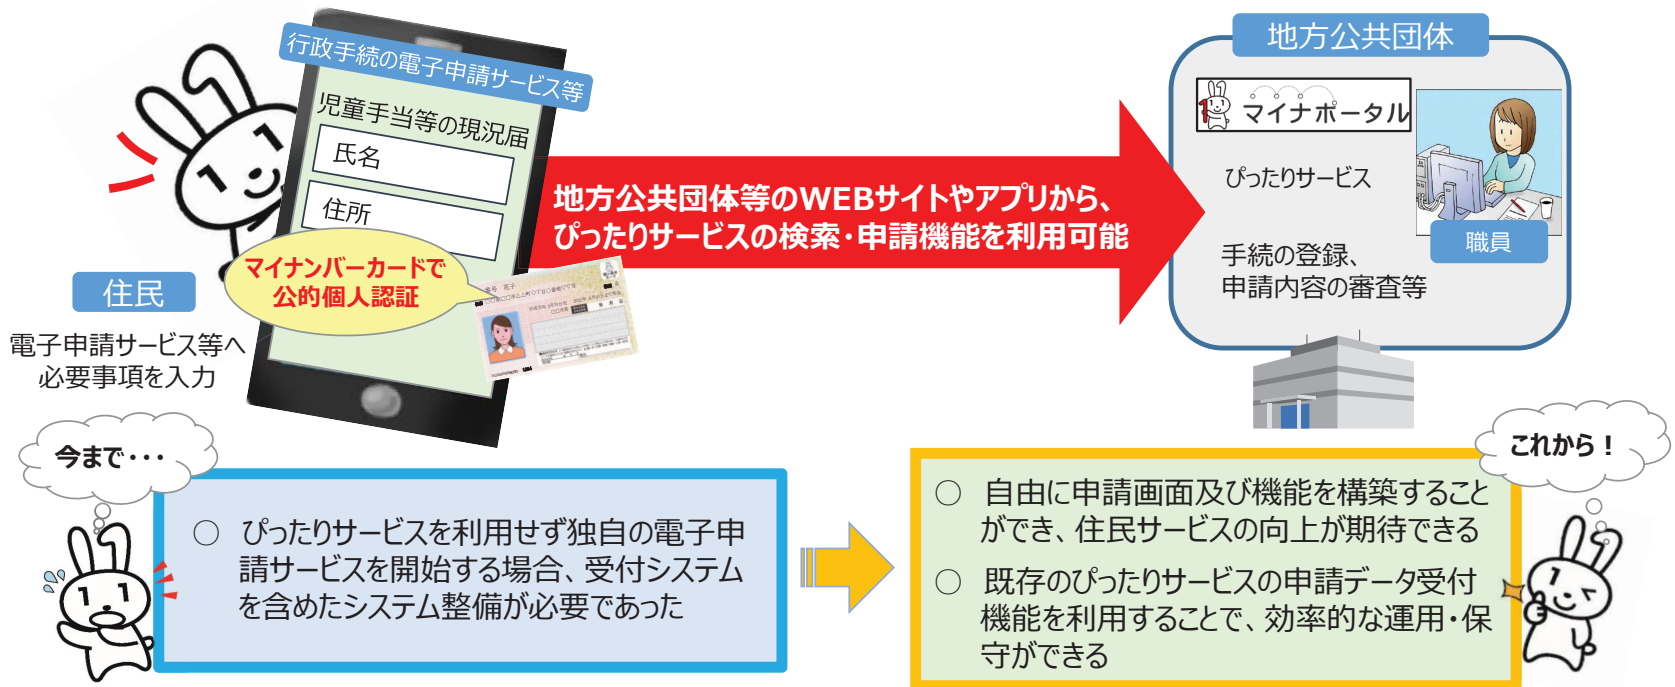 行政手続の電子申請サービス等
児童手当等の現況届
氏名
住所
マイナンバーカードで
公的個人認証
住民
電子申請サービス等へ
必要事項を入力
地方公共団体等のWEBサイトやアプリから、
ぴったりサービスの検索・申請機能を利用可能
地方公共団体
マイナポータル
ぴったりサービス
職員
手続の登録、
申請内容の審査等
今まで・・・
○ ぴったりサービスを利用せず独自の電子申
請サービスを開始する場合、受付システム
を含めたシステム整備が必要であった
これから！
○ 自由に申請画面及び機能を構築すること
ができ、住民サービスの向上が期待できる
○ 既存のぴったりサービスの申請データ受付
機能を利用することで、効率的な運用・保
守ができる